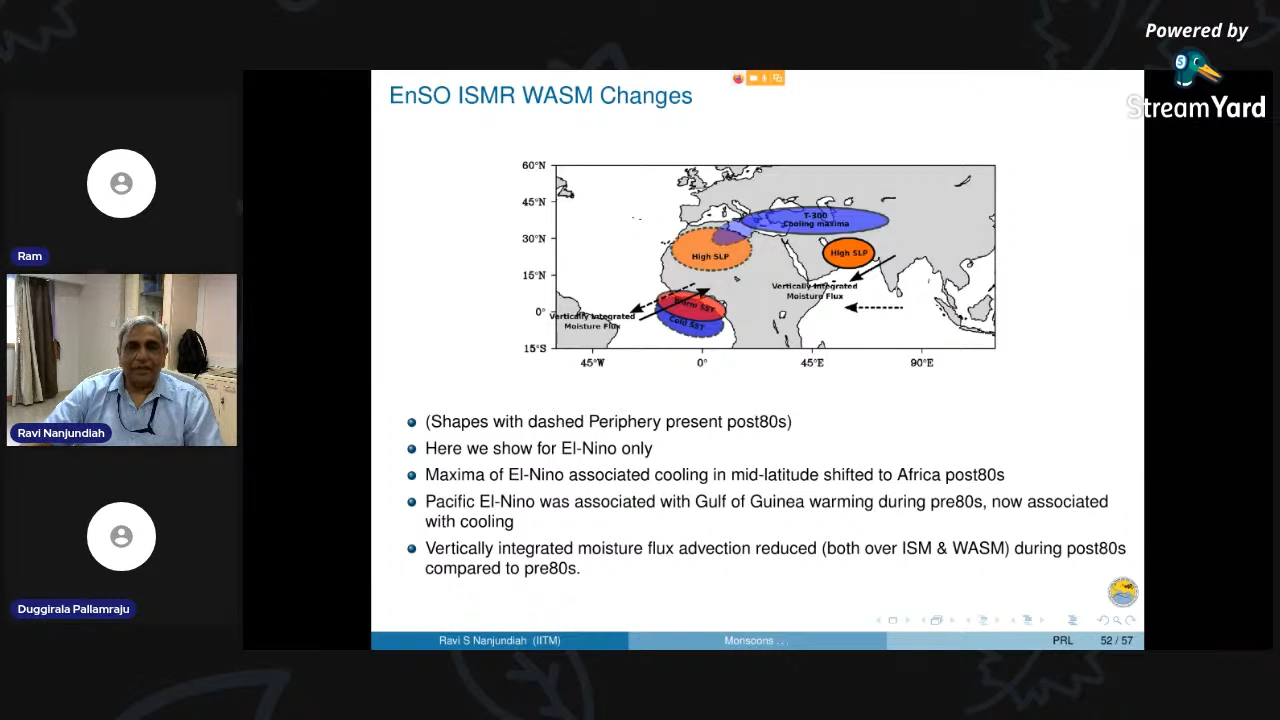 Powered by
StreamYard
EnSO ISMR WASM Changes
60°N
45°N
30°N
15°N
0°
15°S
45°W
0°
45°E
90°E
T-300
Cooling maxima
High SLP
High SLP
Vertically Integrated
Moisture Flux
Warm SST
Cold SST
Vertically Integrated
Moisture Flux
(Shapes with dashed Periphery present post80s)
Here we show for El-Nino only
Maxima of El-Nino associated cooling in mid-latitude shifted to Africa post80s
Pacific El-Nino was associated with Gulf of Guinea warming during pre80s, now associated
with cooling
Vertically integrated moisture flux advection reduced (both over ISM & WASM) during post80s
compared to pre80s.
Ravi S Nanjundiah (IITM)
Monsoons . . .
PRL
52 / 57
Ram
Ravi Nanjundiah
Duggirala Pallamraju